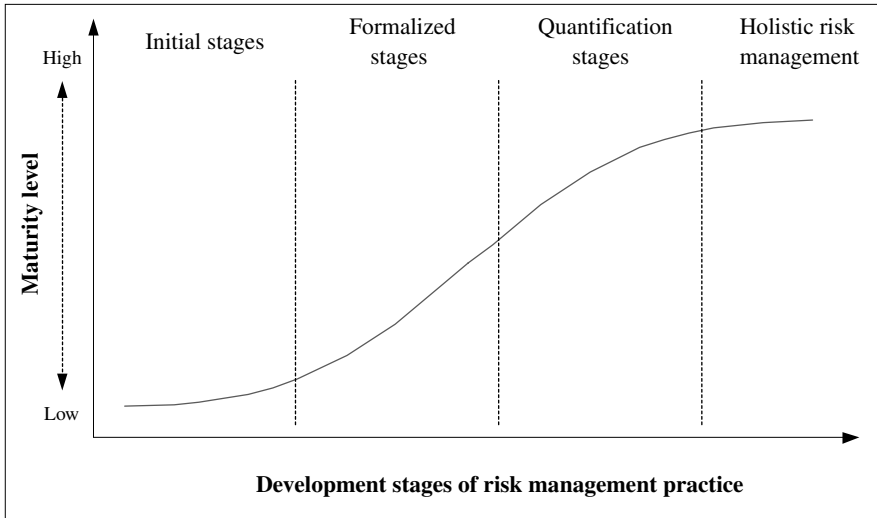 Initial stages
Formalized
stages
Quantification
stages
Holistic risk
management
High
Maturity level
Low
Development stages of risk management practice